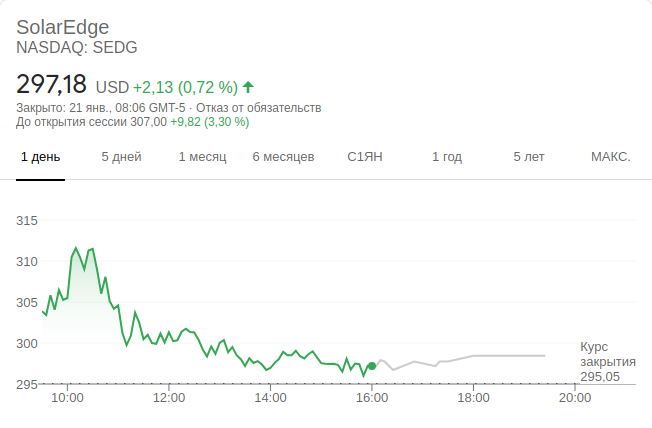 SolarEdge
NASDAQ: SEDG
297,18 USD +2,13 (0,72 %)
Закрыто: 21 янв., 08:06 GMT-5 · Отказ от обязательств
До открытия сессии 307,00 +9,82 (3,30 %)
1 день 5 дней 1 месяц 6 месяцев С1ЯН 1 год 5 лет МАКС.
315
310
305
300
295
Курс
закрытия
295,05
10:00 12:00 14:00 16:00 18:00 20:00